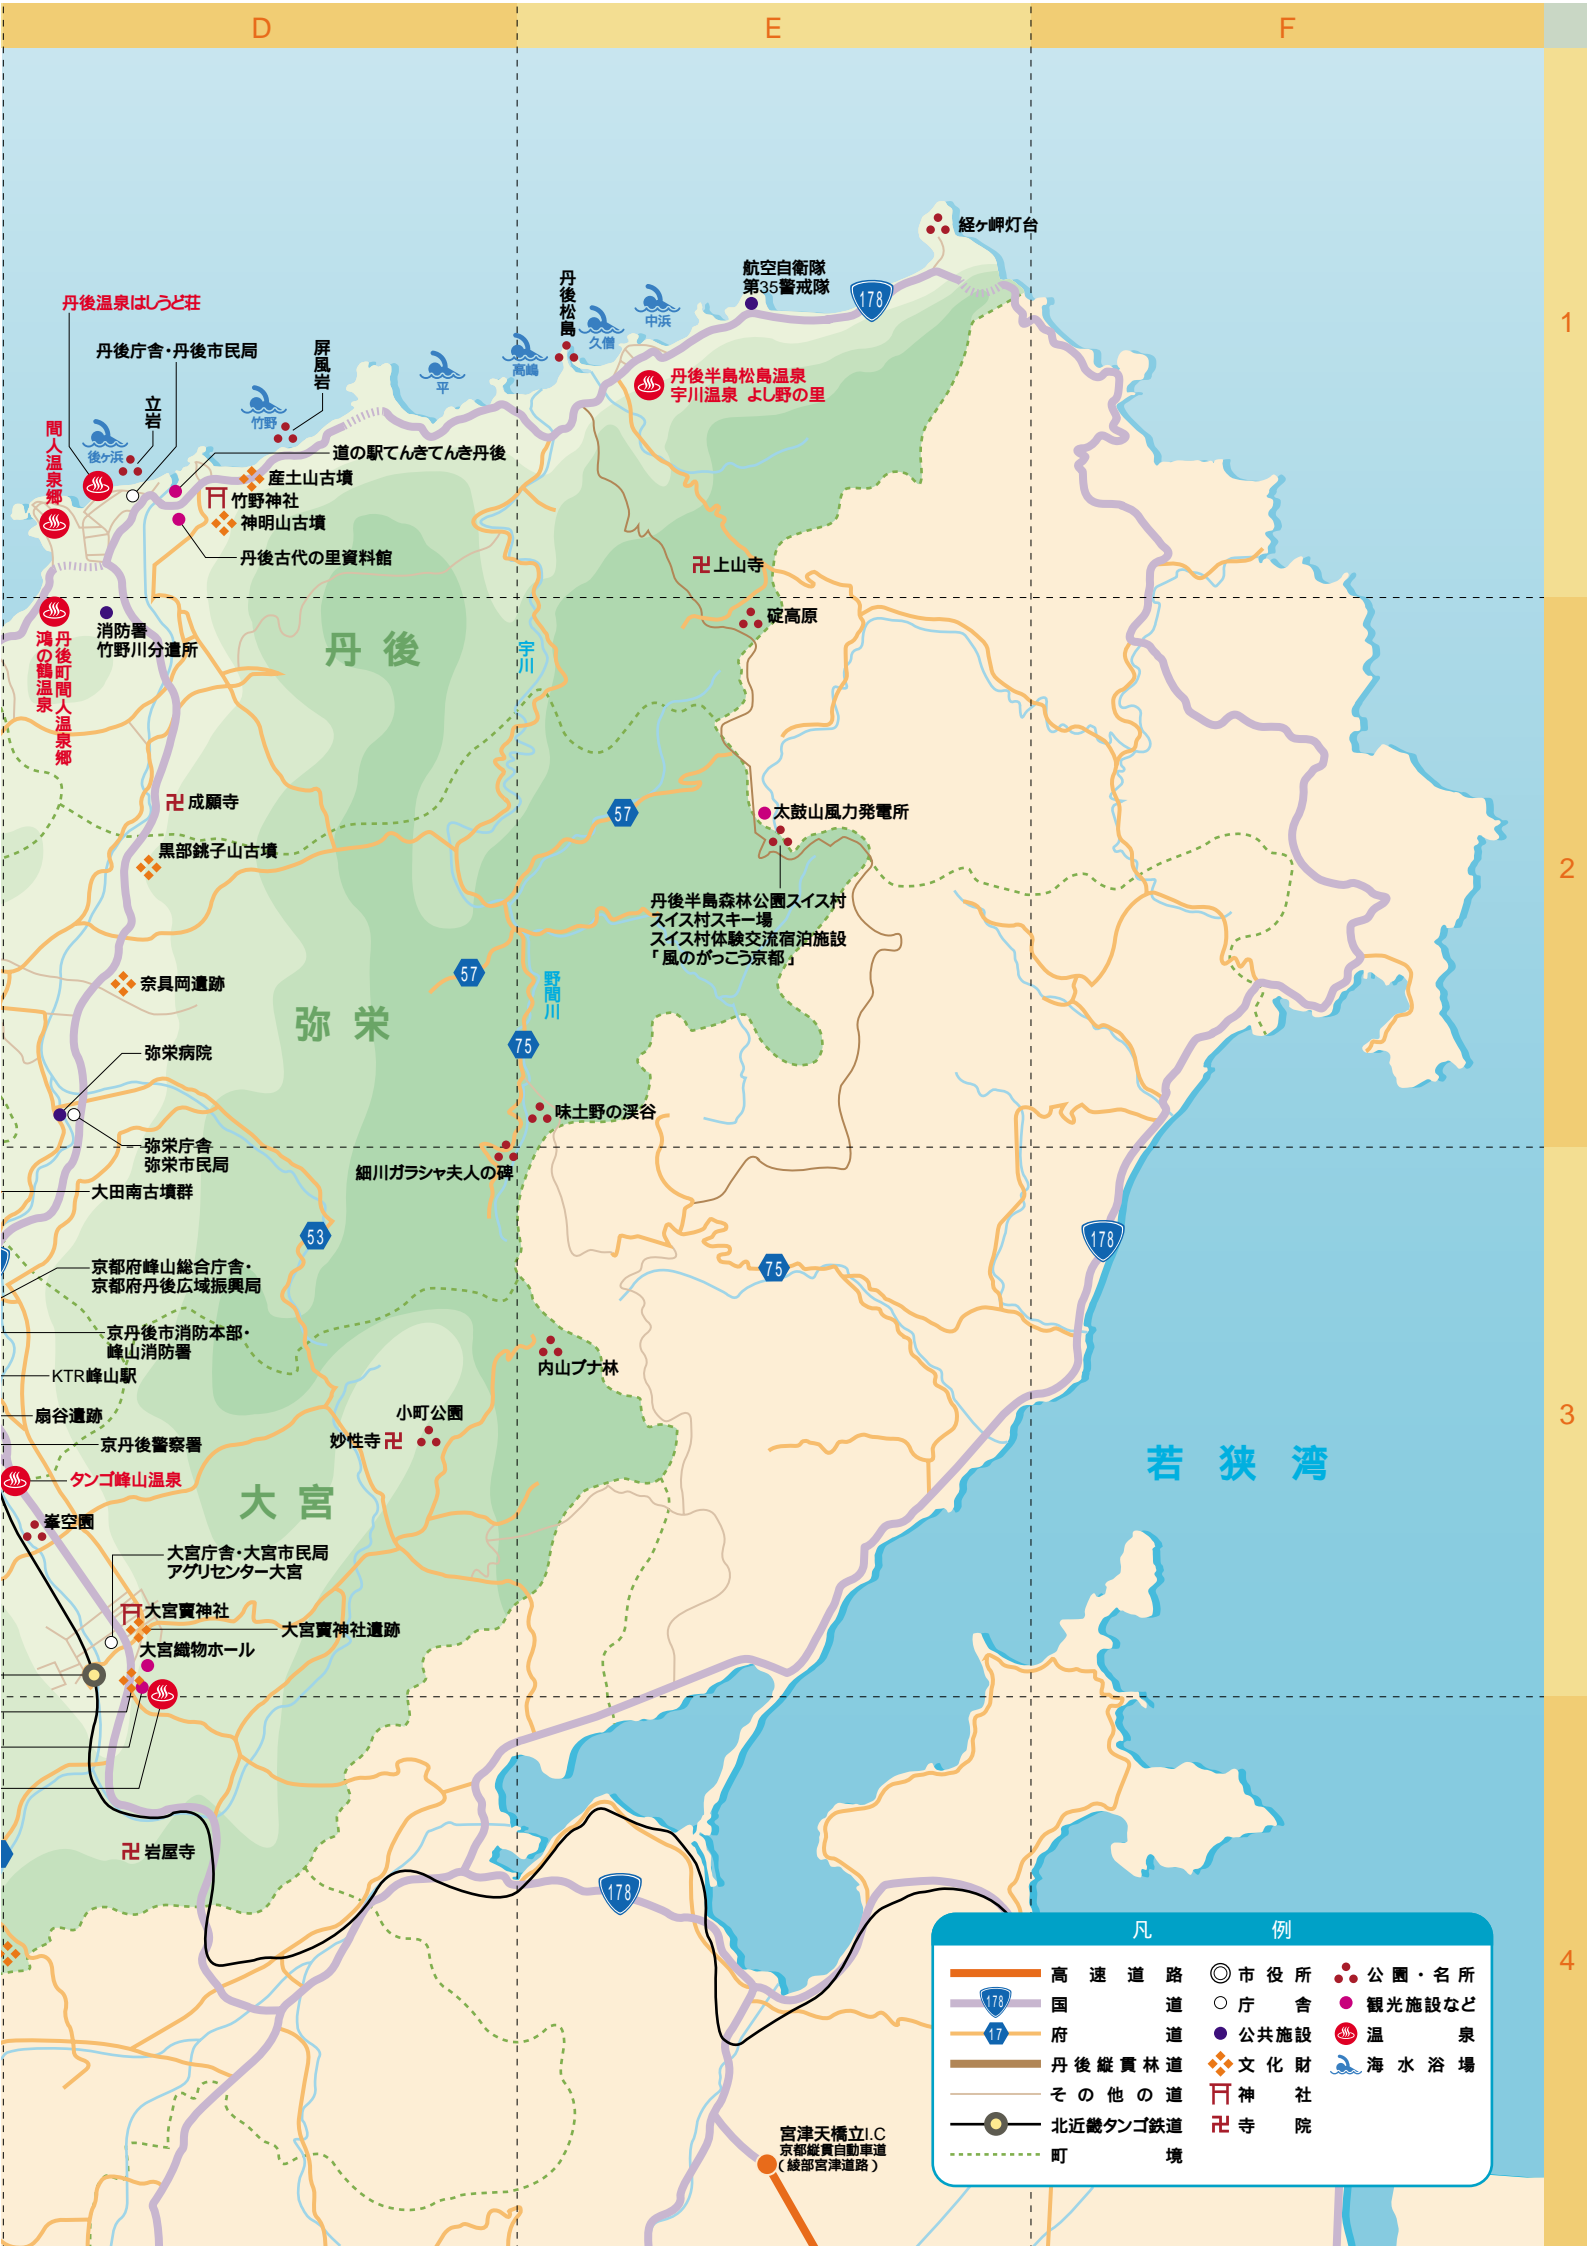 D
E
F
1
2
3
4
経ヶ岬灯台
航空自衛隊
第35警戒隊
178
丹後松島
中浜
久僧
高嶋
平
竹野
後ヶ浜
丹後温泉はしうど荘
丹後庁舎・丹後市民局
屏風岩
立岩
間人温泉郷
丹後半島松島温泉
宇川温泉 よし野の里
道の駅てんきてんき丹後
産土山古墳
竹野神社
神明山古墳
丹後古代の里資料館
上山寺
碇高原
消防署
竹野川分遣所
丹後町間人温泉郷
鴻の鶴温泉
丹後
宇川
成願寺
黒部銚子山古墳
57
太鼓山風力発電所
丹後半島森林公園スイス村
スイス村スキー場
スイス村体験交流宿泊施設
「風のがっこう京都」
57
奈具岡遺跡
野間川
弥栄
75
弥栄病院
味土野の渓谷
弥栄庁舎
弥栄市民局
細川ガラシャ夫人の碑
大田南古墳群
53
178
75
京都府峰山総合庁舎・
京都府丹後広域振興局
京丹後市消防本部・
峰山消防署
KTR峰山駅
内山ブナ林
扇谷遺跡
小町公園
京丹後警察署
妙性寺
タンゴ峰山温泉
若狭湾
大宮
峯空園
大宮庁舎・大宮市民局
アグリセンター大宮
大宮賣神社
大宮賣神社遺跡
大宮織物ホール
岩屋寺
178
宮津天橋立I.C
京都縦貫自動車道
(綾部宮津道路)
凡例
高速道路
市役所
公園・名所
178
国道
庁舎
観光施設など
17
府道
公共施設
温泉
丹後縦貫林道
文化財
海水浴場
その他の道
神社
北近畿タンゴ鉄道
寺院
町境